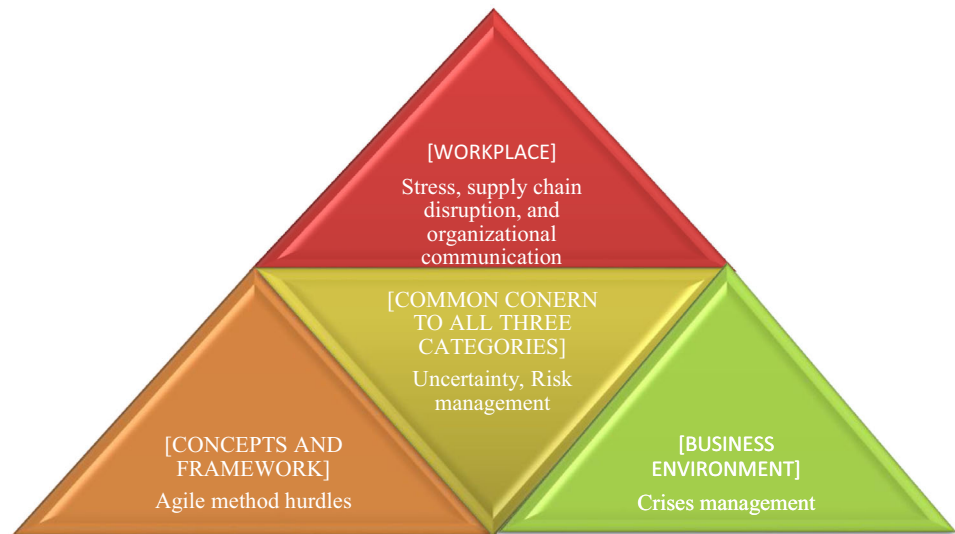 [WORKPLACE]
Stress, supply chain
disruption, and
organizational
communication
[COMMON CONERN
TO ALL THREE
CATEGORIES]
Uncertainty, Risk
management
[CONCEPTS AND
FRAMEWORK]
Agile method hurdles
[BUSINESS
ENVIRONMENT]
Crises management